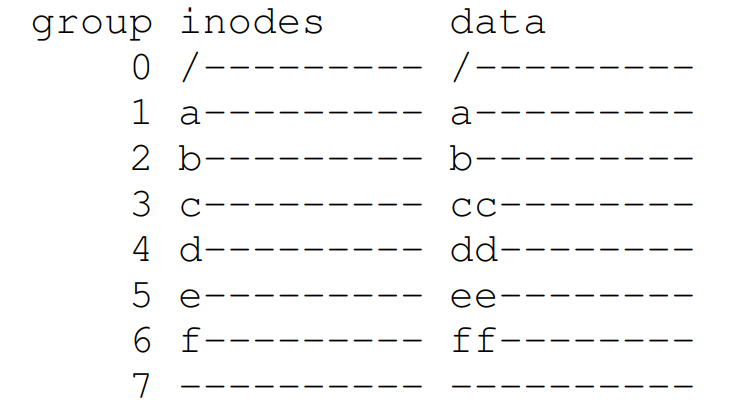 group inodes     data
    0 /--------- /---------
    1 a--------- a---------
    2 b--------- b---------
    3 c--------- cc--------
    4 d--------- dd--------
    5 e--------- ee--------
    6 f--------- ff--------
    7 ---------- ----------